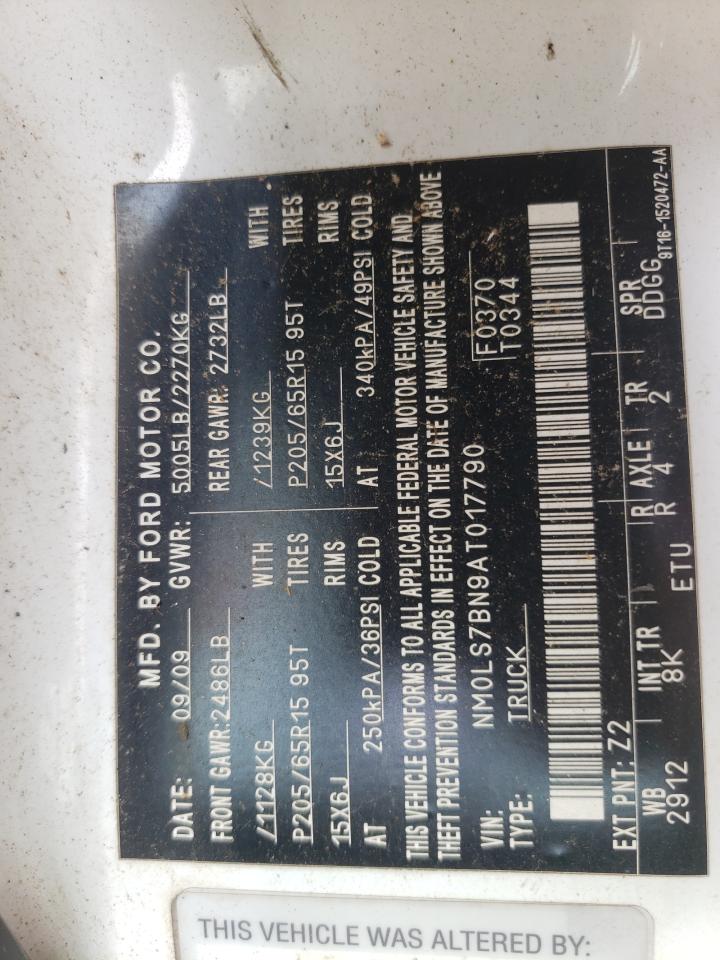 MFD. BY FORD MOTOR CO.
DATE: 09/09 GVWR: 5005LB/2270KG
FRONT GAWR:2486LB REAR GAWR: 2732LB
/1128KG WITH /1239KG WITH
P205/65R15 95T TIRES P205/65R15 95T TIRES
15X6J RIMS 15X6J RIMS
AT 250kPA/36PSI COLD AT 340kPA/49PSI COLD
THIS VEHICLE CONFORMS TO ALL APPLICABLE FEDERAL MOTOR VEHICLE SAFETY AND
THEFT PREVENTION STANDARDS IN EFFECT ON THE DATE OF MANUFACTURE SHOWN ABOVE
VIN: NM0LS7BN9AT017790 F0370
TYPE: TRUCK T0344
EXT PNT: Z2
WB INT TR R AXLE TR SPR
2912 8K R 4 2 DDGG
ETU 9T16-1520472-AA
THIS VEHICLE WAS ALTERED BY: